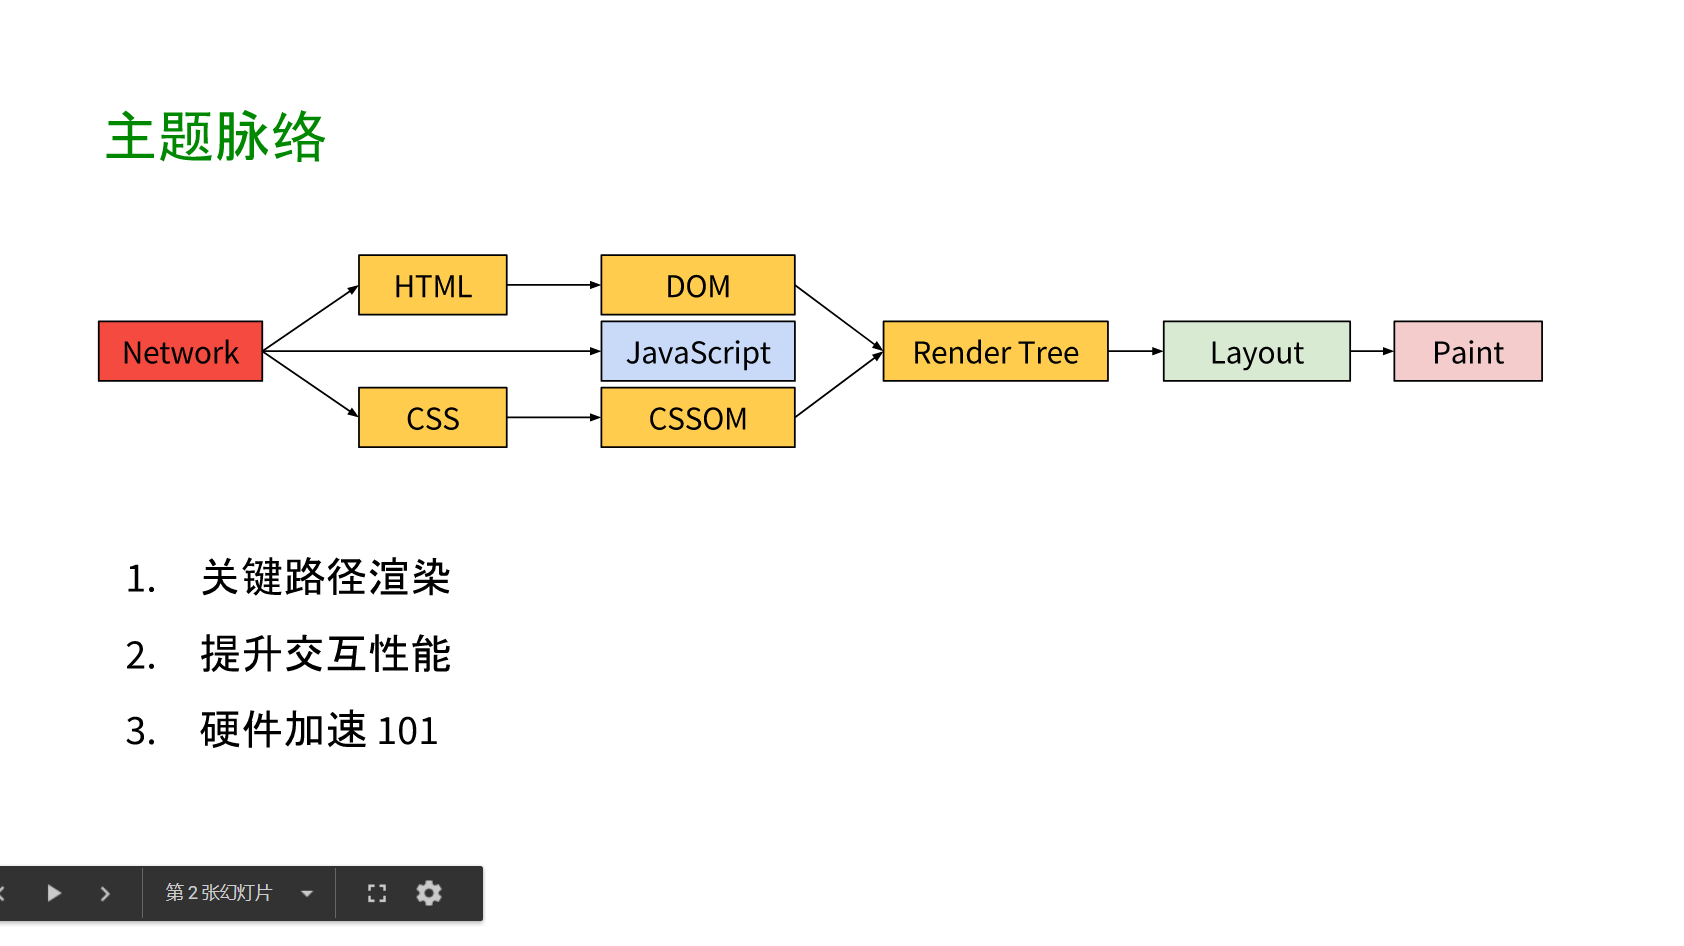 主题脉络
HTML
DOM
Network
JavaScript
Render Tree
Layout
Paint
CSS
CSSOM
1. 关键路径渲染
2. 提升交互性能
3. 硬件加速 101
第 2 张幻灯片